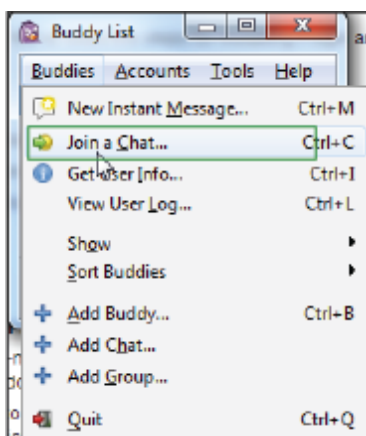 Buddy List
Buddies Accounts Tools Help
New Instant Message... Ctrl+M
Join a Chat... Ctrl+C
Get User Info... Ctrl+I
View User Log... Ctrl+L
Show
Sort Buddies
Add Buddy... Ctrl+B
Add Chat...
Add Group...
Quit Ctrl+Q